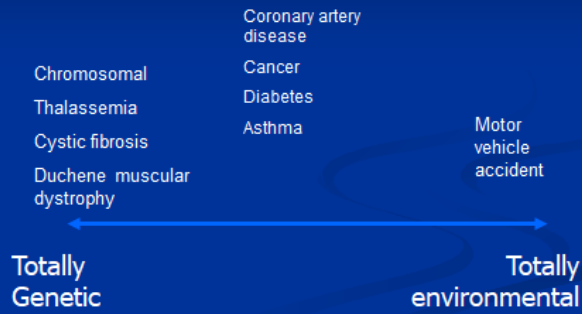 Chromosomal
Thalassemia
Cystic fibrosis
Duchene muscular
dystrophy
Coronary artery
disease
Cancer
Diabetes
Asthma
Motor
vehicle
accident
Totally
Genetic
Totally
environmental